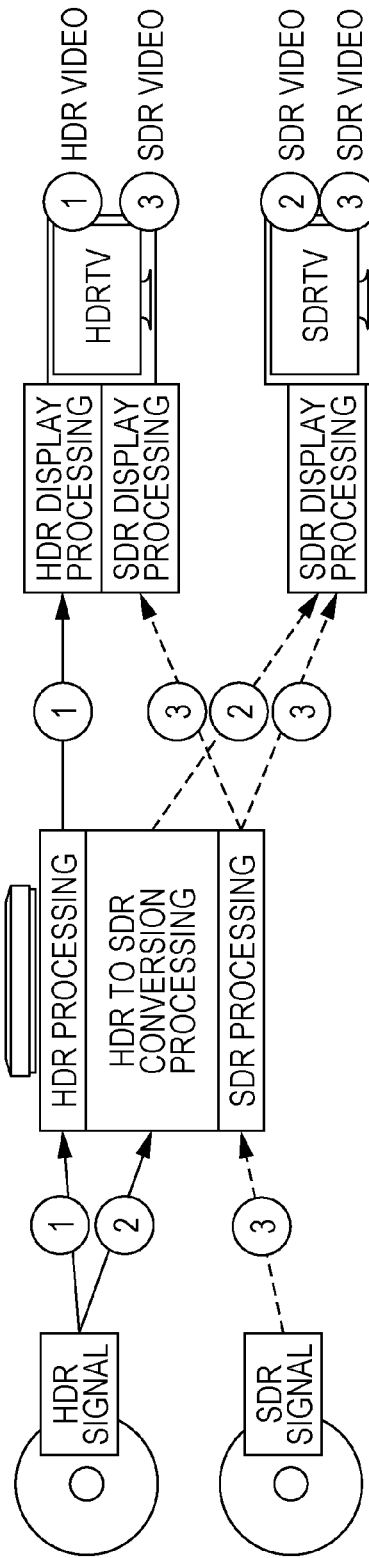 HDR
SIGNAL
SDR
SIGNAL
1
2
3
HDR PROCESSING
HDR TO SDR
CONVERSION
PROCESSING
SDR PROCESSING
1
3
2
3
HDR DISPLAY
PROCESSING
SDR DISPLAY
PROCESSING
SDR DISPLAY
PROCESSING
HDRTV
SDRTV
1
HDR VIDEO
3
SDR VIDEO
2
SDR VIDEO
3
SDR VIDEO